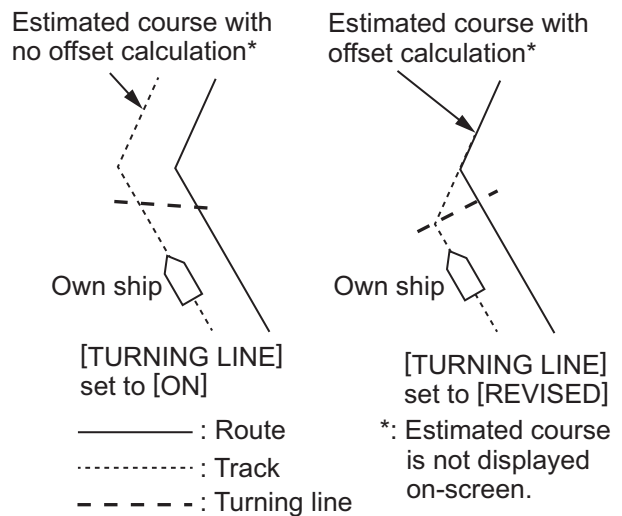 Estimated course with
no offset calculation*
Estimated course with
offset calculation*
Own ship
Own ship
[TURNING LINE]
set to [ON]
[TURNING LINE]
set to [REVISED]
: Route
: Track
: Turning line
*: Estimated course
is not displayed
on-screen.